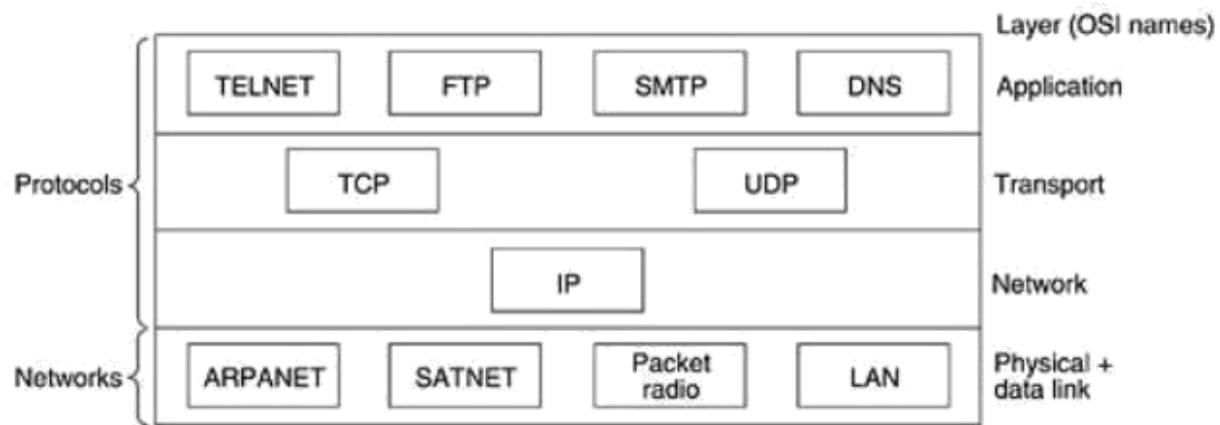 Layer (OSI names)
TELNET FTP SMTP DNS Application
Protocols TCP UDP Transport
IP Network
Networks ARPANET SATNET Packet radio LAN Physical + data link